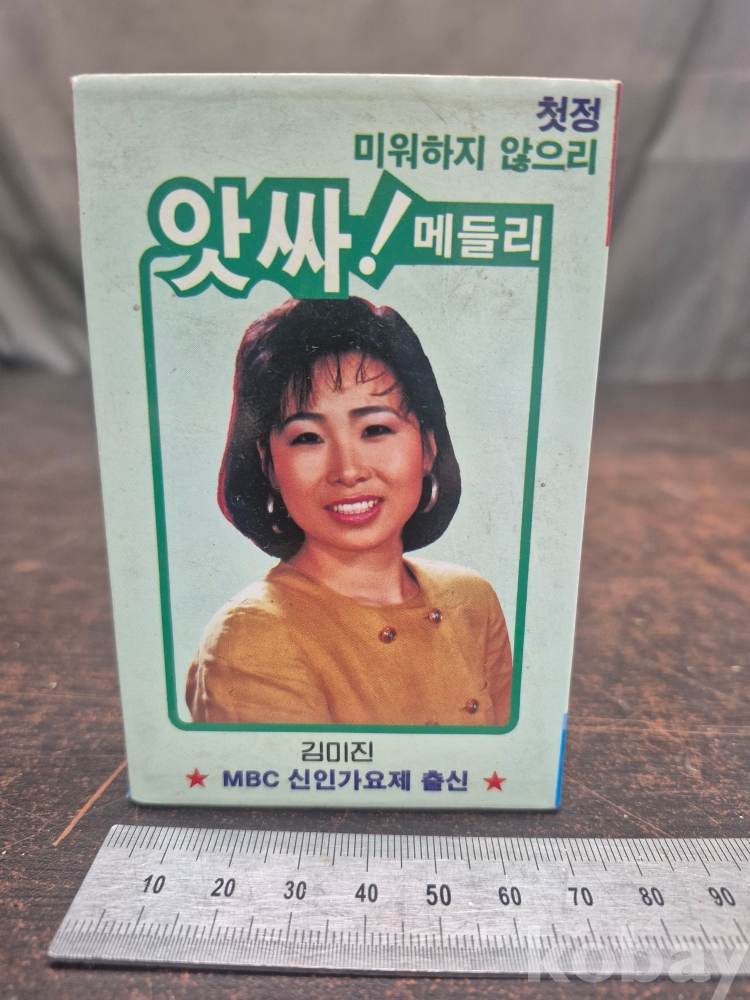 첫정
미워하지 않으리
앗싸! 메들리
김미진
★ MBC 신인가요제 출신 ★
10 20 30 40 50 60 70 80 90
kobay